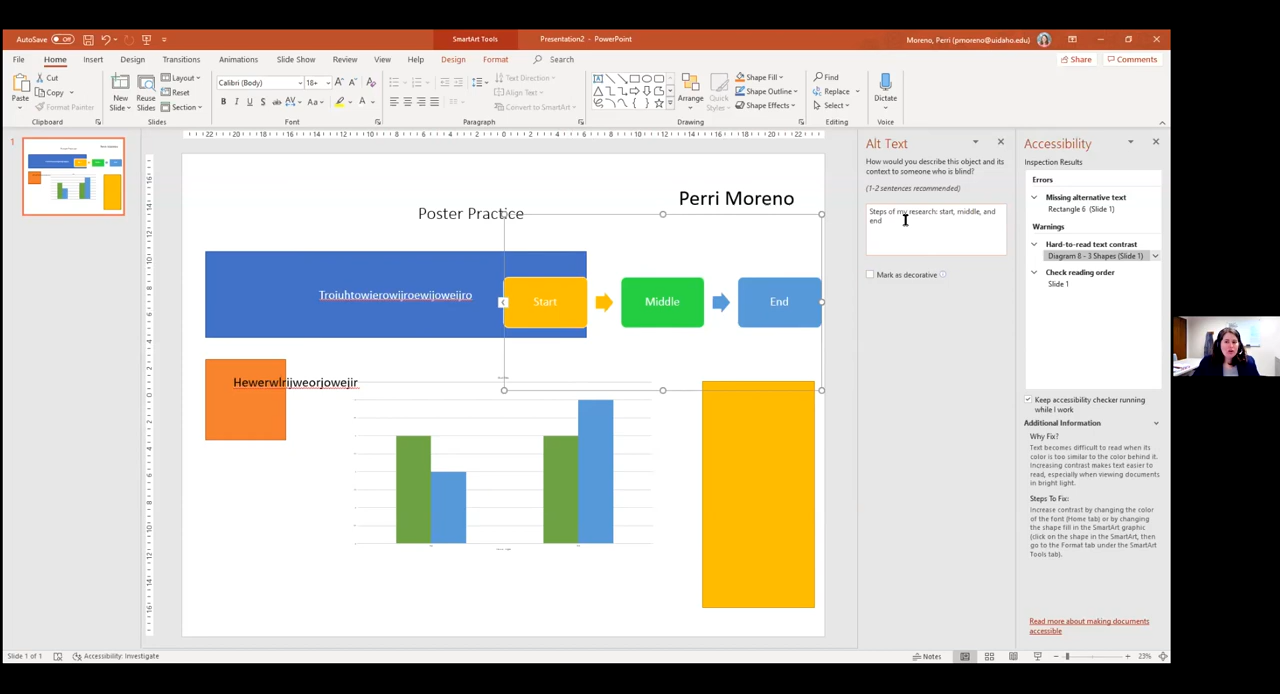 AutoSave Off
SmartArt Tools
Presentation2 - PowerPoint
Moreno, Perri (pmoreno@uidaho.edu)
File Home Insert Design Transitions Animations Slide Show Review View Help Design Format Search
Share Comments
Paste
Cut
Copy
Format Painter
Clipboard
New Slide
Reuse Slides
Layout
Reset
Section
Slides
Calibri (Body) 18+
Font
Text Direction
Align Text
Convert to SmartArt
Paragraph
Arrange
Quick Styles
Shape Fill
Shape Outline
Shape Effects
Drawing
Find
Replace
Select
Editing
Dictate
Voice
1
Poster Practice
Perri Moreno
Troiuhtowierowijroewijoweijro
Start
Middle
End
Hewerwlrijweorjowejir
Alt Text
How would you describe this object and its
context to someone who is blind?
(1-2 sentences recommended)
Steps of my research: start, middle, and
end
Mark as decorative
Accessibility
Inspection Results
Errors
Missing alternative text
Rectangle 6 (Slide 1)
Warnings
Hard-to-read text contrast
Diagram 8 - 3 Shapes (Slide 1)
Check reading order
Slide 1
Keep accessibility checker running
while I work
Additional Information
Why Fix?
Text becomes difficult to read when its
color is too similar to the color behind it.
Increasing contrast makes text easier to
read, especially when viewing documents
in bright light.
Steps To Fix:
Increase contrast by changing the color
of the font (Home tab) or by changing
the shape fill in the SmartArt graphic
(click on the shape in the SmartArt, then
go to the Format tab under the SmartArt
Tools tab).
Read more about making documents
accessible
Slide 1 of 1
Accessibility: Investigate
Notes
23%